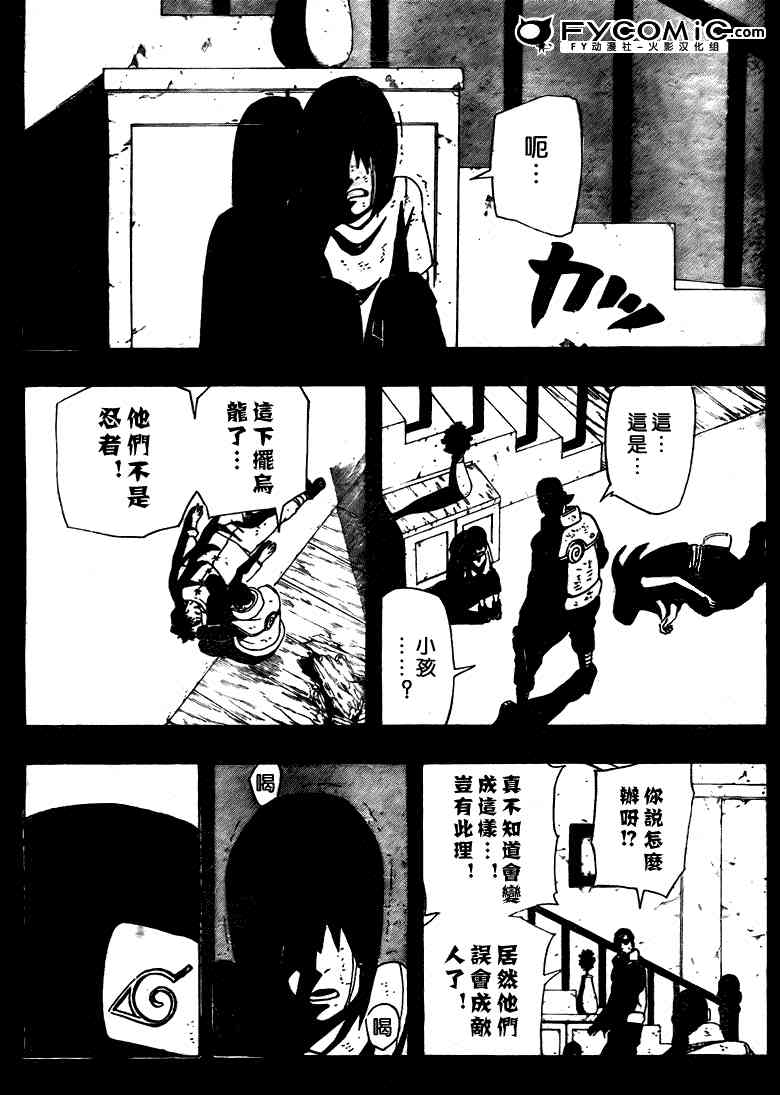 FYCOMIC.com
FY动漫社-火影汉化组
呃…
カッ
這…
這是…
小孩
……?
這下擺烏
龍了…
他們不是
忍者!
你說怎麼
辦呀!?
真不知道會變
成這樣…!
豈有此理!
居然他們
誤會成敵
人了!
喝
喝